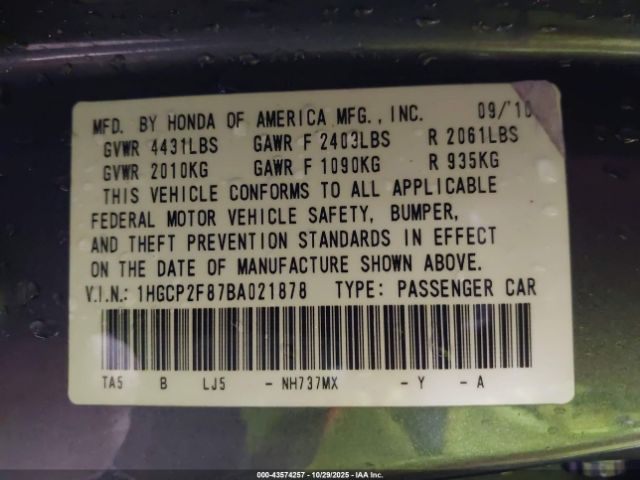 MFD. BY HONDA OF AMERICA MFG., INC. 09/'10
GVWR 4431LBS GAWR F 2403LBS R 2061LBS
GVWR 2010KG GAWR F 1090KG R 935KG
THIS VEHICLE CONFORMS TO ALL APPLICABLE
FEDERAL MOTOR VEHICLE SAFETY, BUMPER,
AND THEFT PREVENTION STANDARDS IN EFFECT
ON THE DATE OF MANUFACTURE SHOWN ABOVE.
V.I.N.: 1HGCP2F87BA021878 TYPE: PASSENGER CAR
TA5 B LJ5 - NH737MX - Y - A
000-43574257 - 10/29/2025 - IAA Inc.